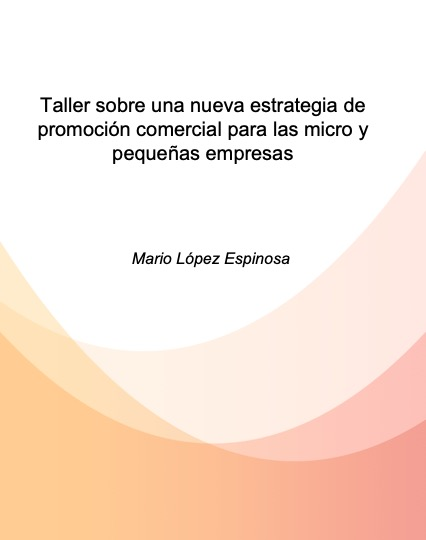 Taller sobre una nueva estrategia de
promoción comercial para las micro y
pequeñas empresas
Mario López Espinosa